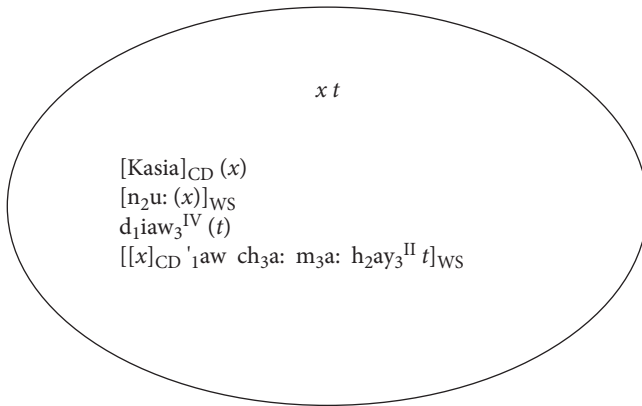 x t
[Kasia]CD (x)
[n₂u: (x)]WS
d₁iaw₃ᴵⱽ (t)
[[x]CD '₁aw ch₃a: m₃a: h₂ay₃ᴵᴵ t]WS